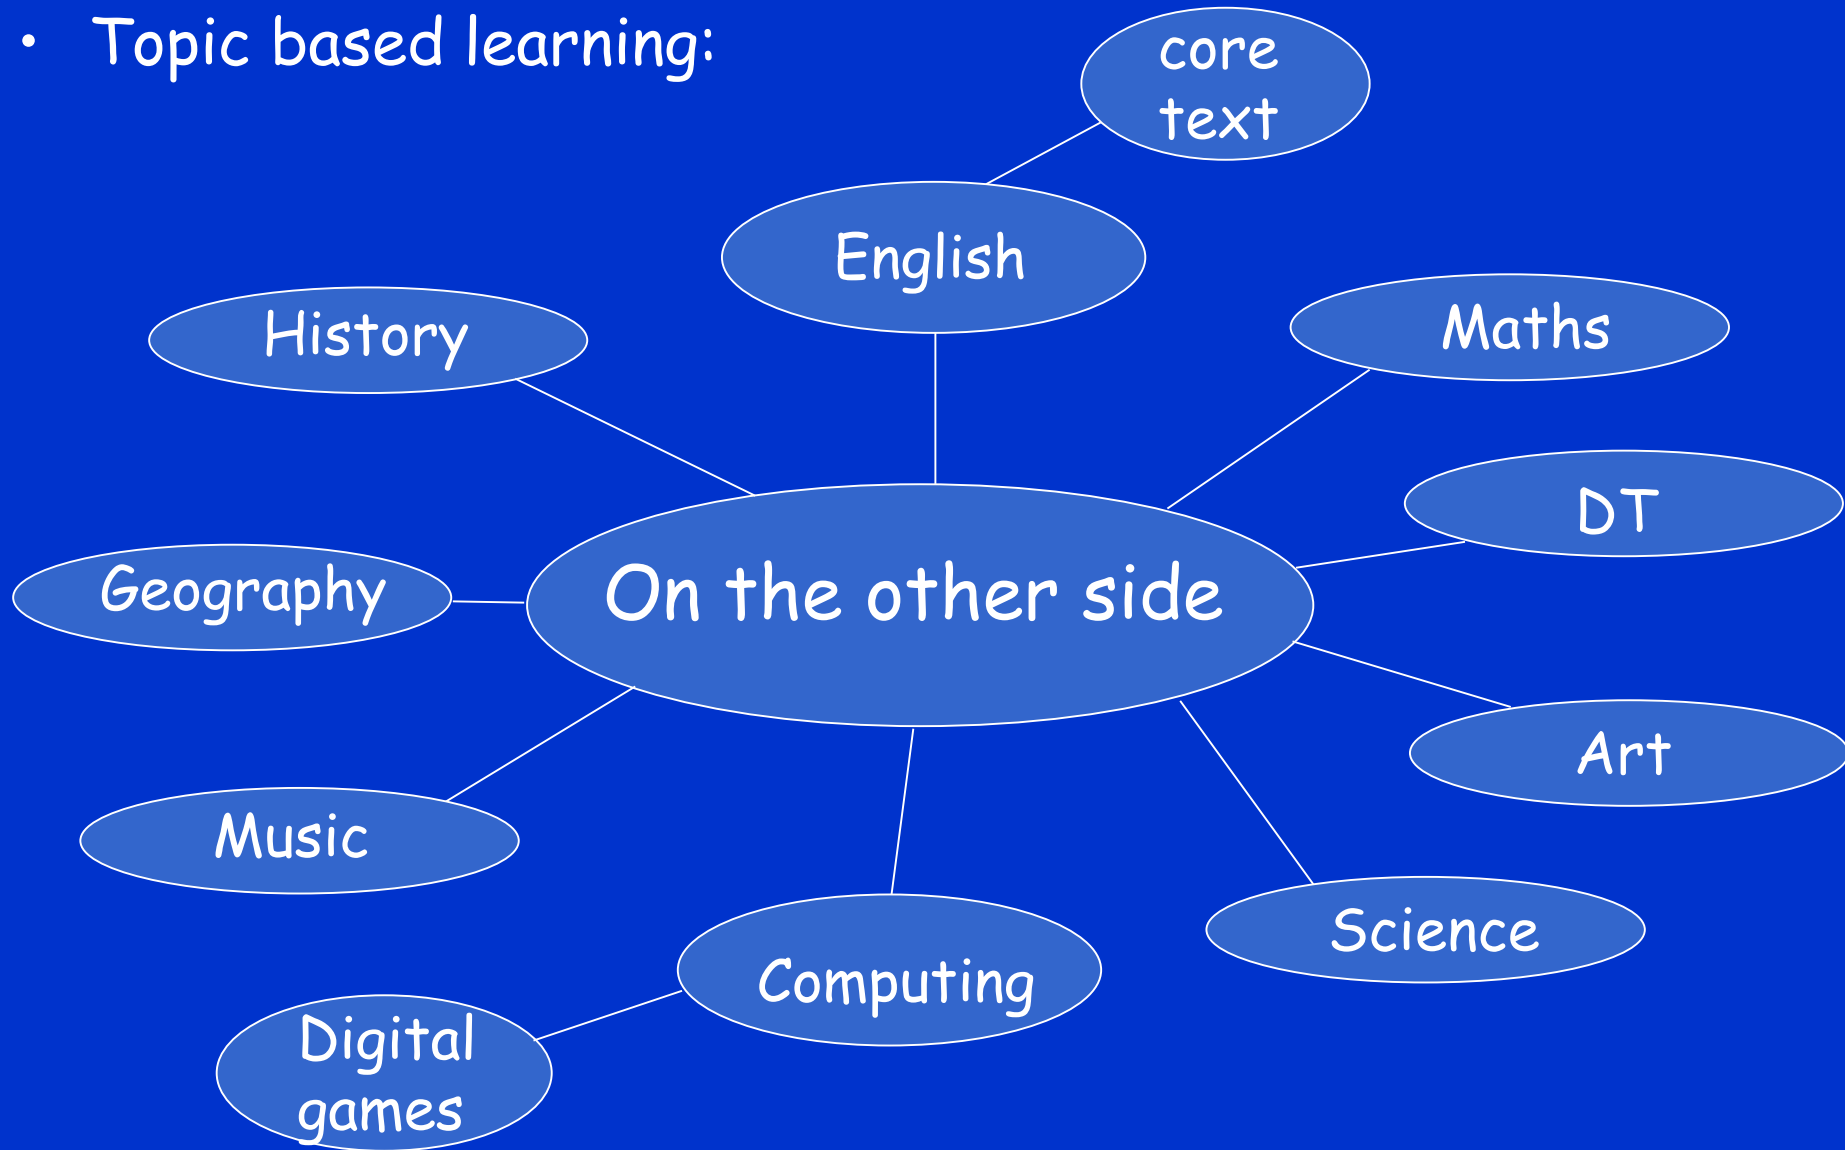 • Topic based learning:
core
text
English
History
Maths
DT
Geography
On the other side
Art
Music
Science
Computing
Digital
games